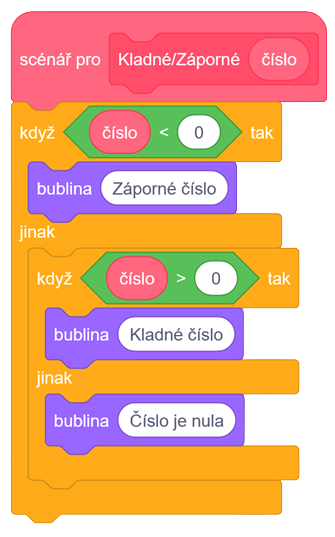 scénář pro Kladné/Záporné číslo
když číslo < 0 tak
bublina Záporné číslo
jinak
když číslo > 0 tak
bublina Kladné číslo
jinak
bublina Číslo je nula